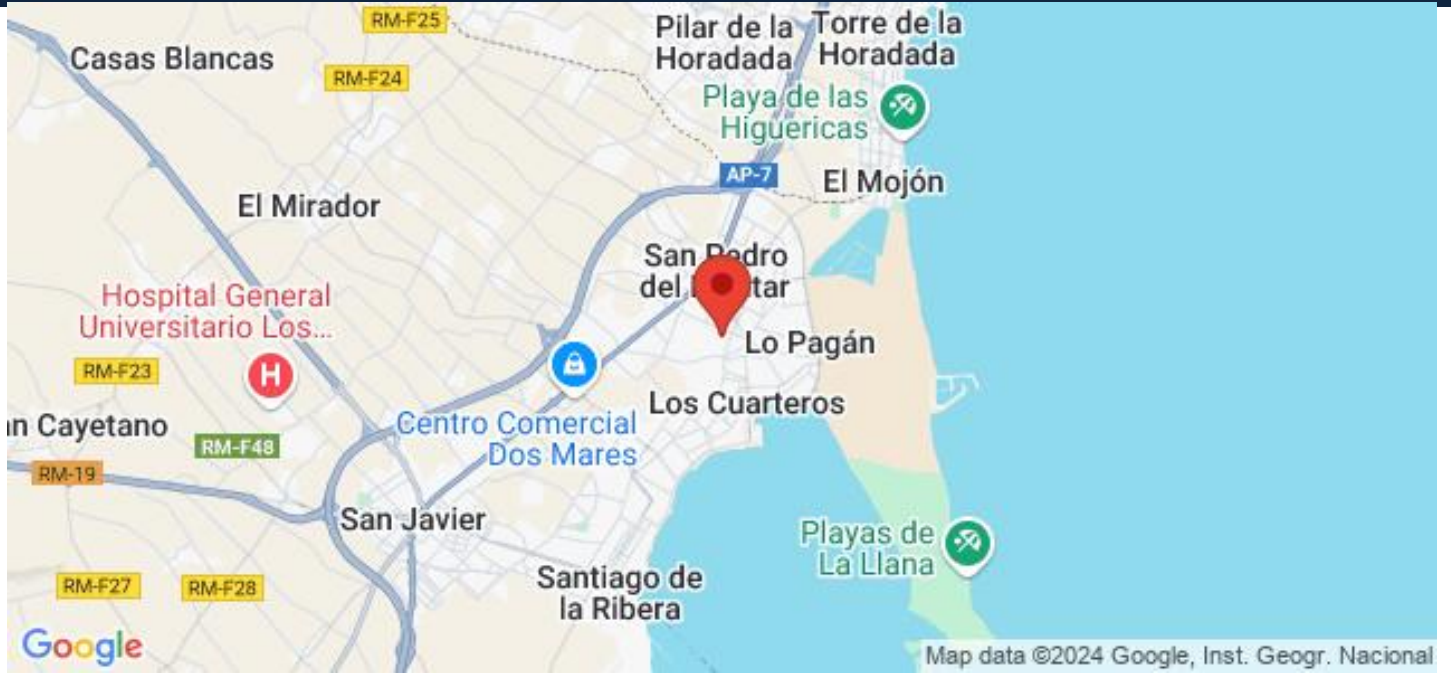 RM-F25
Pilar de la
Horadada
Torre de la
Horadada
Casas Blancas
RM-F24
Playa de las
Higuericas
AP-7
El Mojón
El Mirador
San Pedro
del
tar
Hospital General
Universitario Los...
H
Lo Pagán
RM-F23
Los Cuarteros
Centro Comercial
Dos Mares
n Cayetano
RM-F48
RM-19
San Javier
Playas de
La Llana
Santiago de
la Ribera
RM-F27
RM-F28
Google
Map data ©2024 Google, Inst. Geogr. Nacional